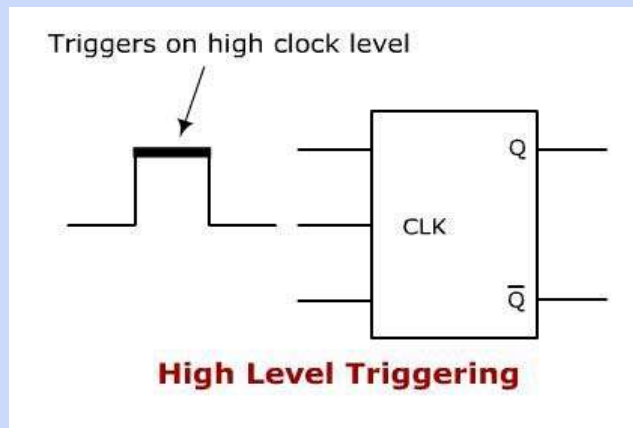 Triggers on high clock level
Q
CLK
Q̅
High Level Triggering